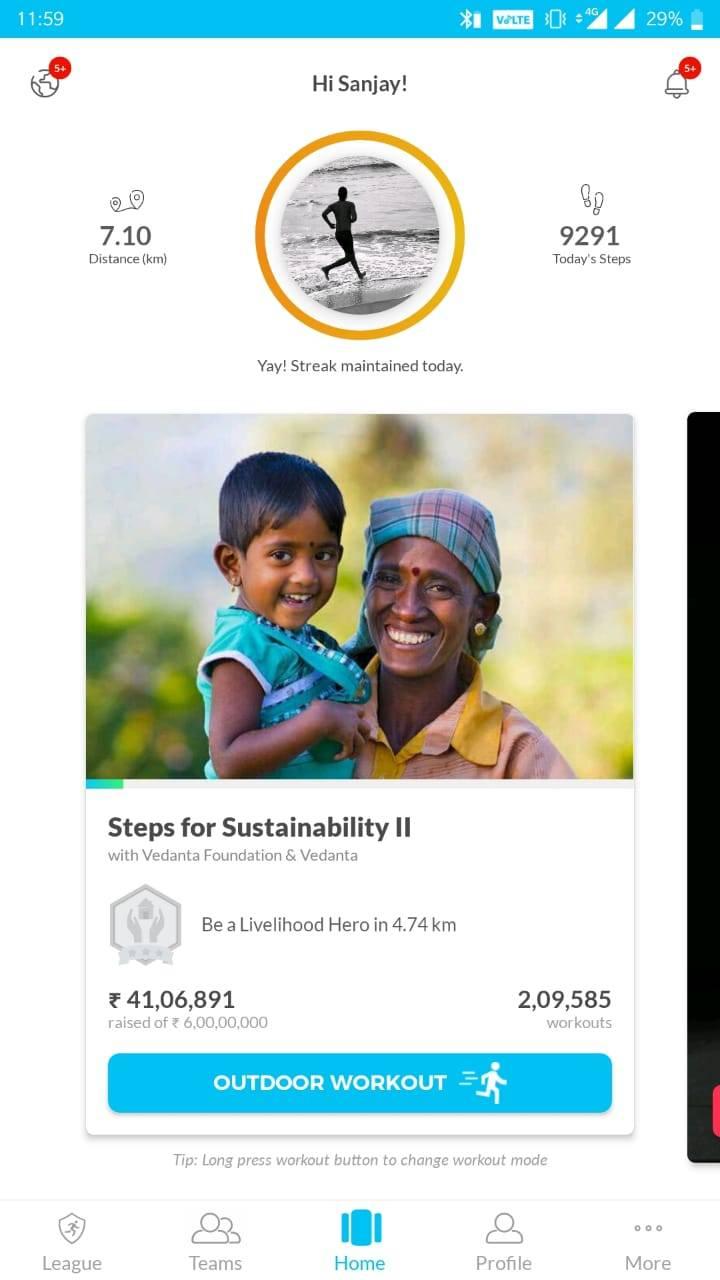 11:59
VoLTE
4G
29%
5+
Hi Sanjay!
5+
7.10
Distance (km)
9291
Today's Steps
Yay! Streak maintained today.
Steps for Sustainability II
with Vedanta Foundation & Vedanta
Be a Livelihood Hero in 4.74 km
₹ 41,06,891
raised of ₹ 6,00,00,000
2,09,585
workouts
OUTDOOR WORKOUT
Tip: Long press workout button to change workout mode
League
Teams
Home
Profile
More